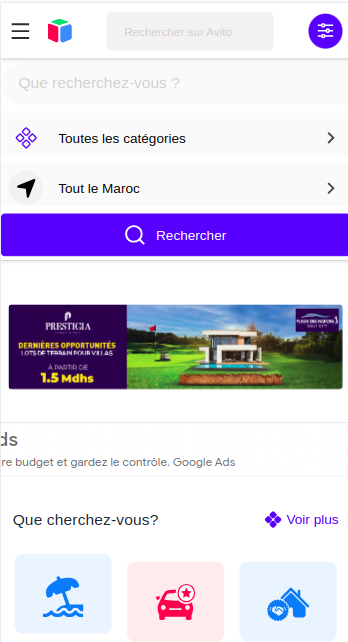 Rechercher sur Avito
Que recherchez-vous ?
Toutes les catégories
Tout le Maroc
Rechercher
PRESTIGIA
DERNIÈRES OPPORTUNITÉS
LOTS DE TERRAIN POUR VILLAS
À PARTIR DE
1.5 Mdhs
PLAGE DES NATIONS
GOLF CITY
ds
re budget et gardez le contrôle. Google Ads
Que cherchez-vous?
Voir plus